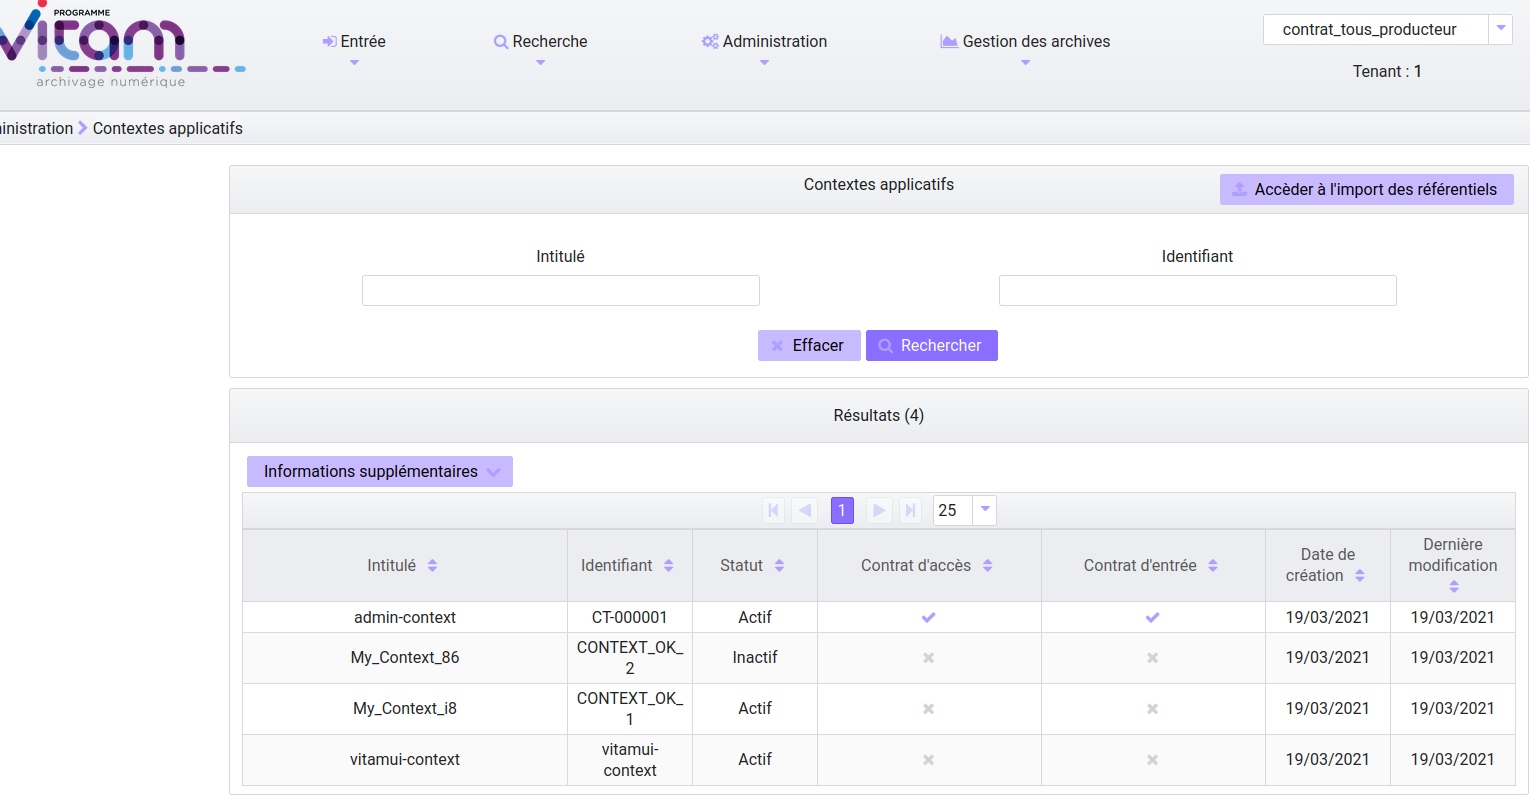 PROGRAMME
vitam
archivage numérique
Entrée
Recherche
Administration
Gestion des archives
contrat_tous_producteur
Tenant : 1
inistration
Contextes applicatifs
Contextes applicatifs
Accèder à l'import des référentiels
Intitulé
Identifiant
Effacer
Rechercher
Résultats (4)
Informations supplémentaires
1
25
Intitulé
Identifiant
Statut
Contrat d'accès
Contrat d'entrée
Date de
création
Dernière
modification
admin-context
CT-000001
Actif
19/03/2021
19/03/2021
My_Context_86
CONTEXT_OK_
2
Inactif
19/03/2021
19/03/2021
My_Context_i8
CONTEXT_OK_
1
Actif
19/03/2021
19/03/2021
vitamui-context
vitamui-
context
Actif
19/03/2021
19/03/2021